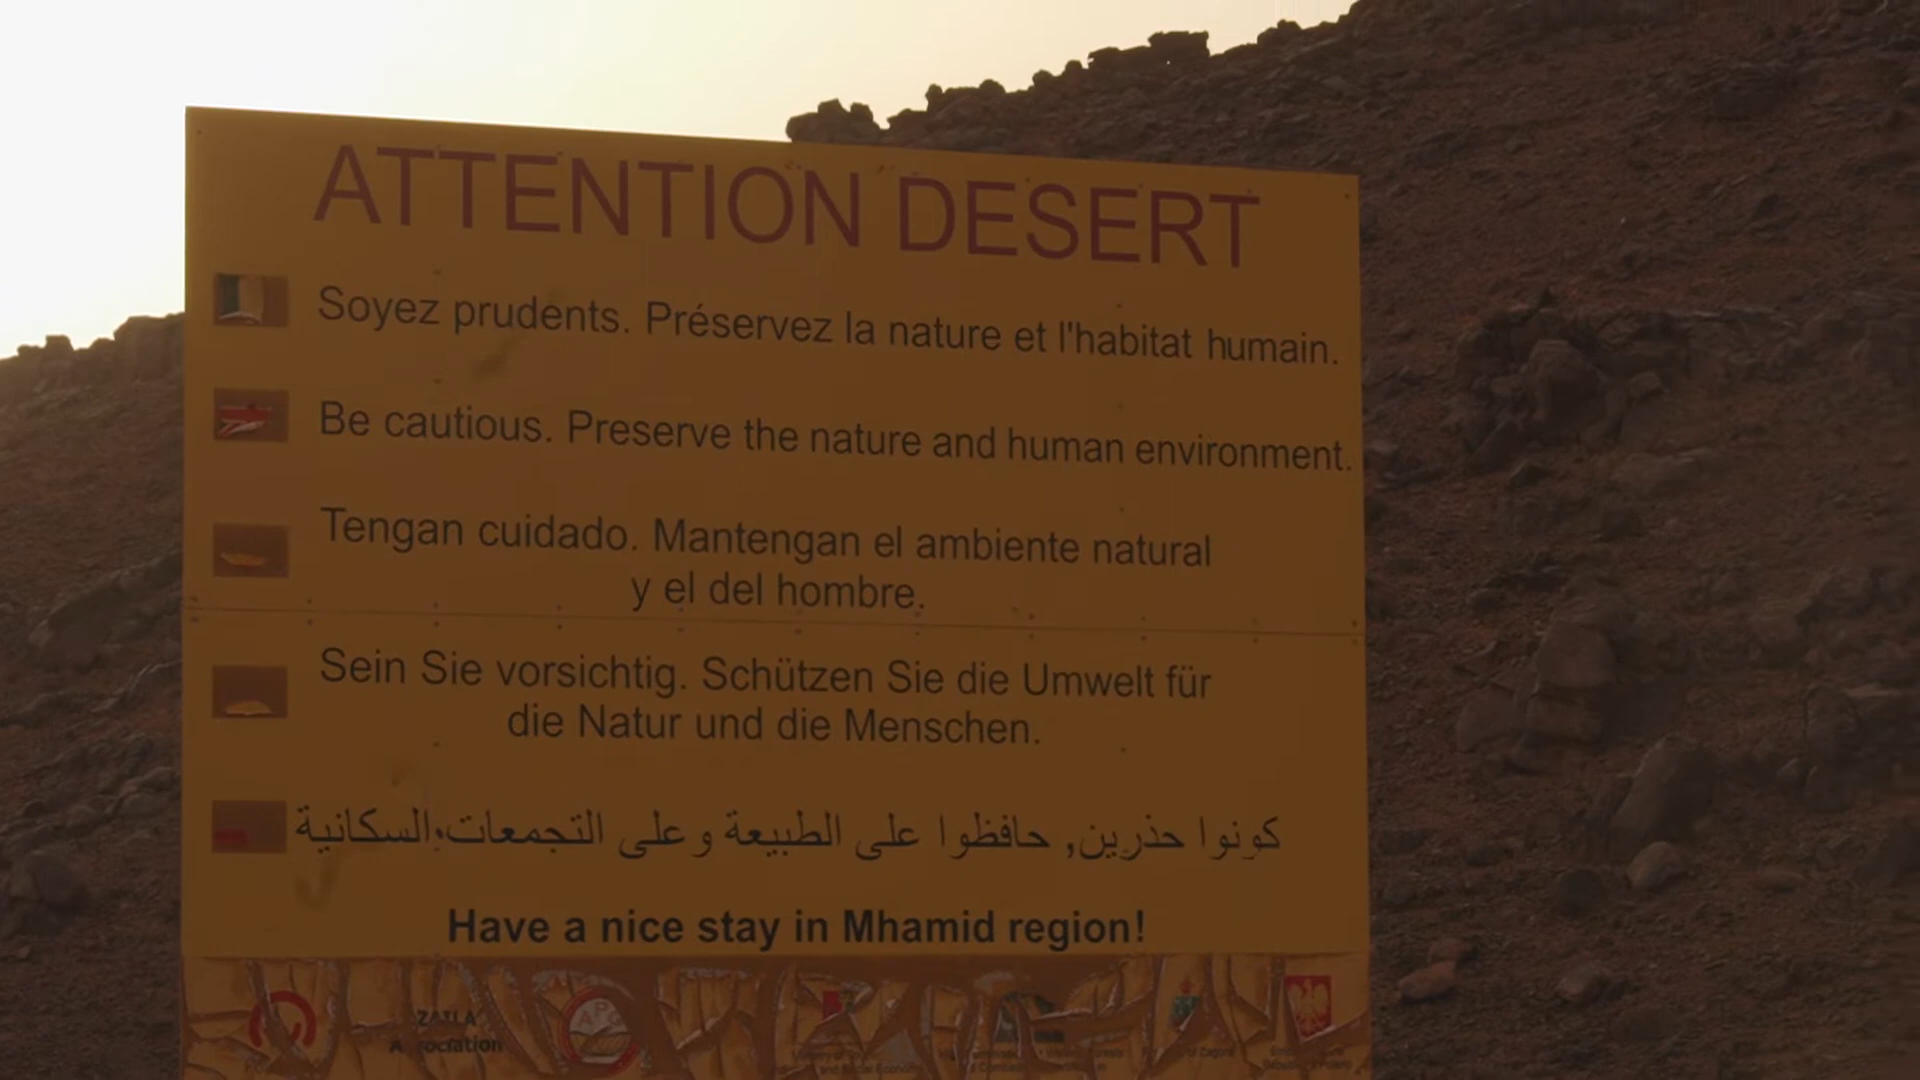 ATTENTION DESERT
Soyez prudents. Préservez la nature et l'habitat humain.
Be cautious. Preserve the nature and human environment.
Tengan cuidado. Mantengan el ambiente natural
y el del hombre.
Sein Sie vorsichtig. Schützen Sie die Umwelt für
die Natur und die Menschen.
كونوا حذرين, حافظوا على الطبيعة وعلى التجمعات السكانية
Have a nice stay in Mhamid region!
ZAILA
Association